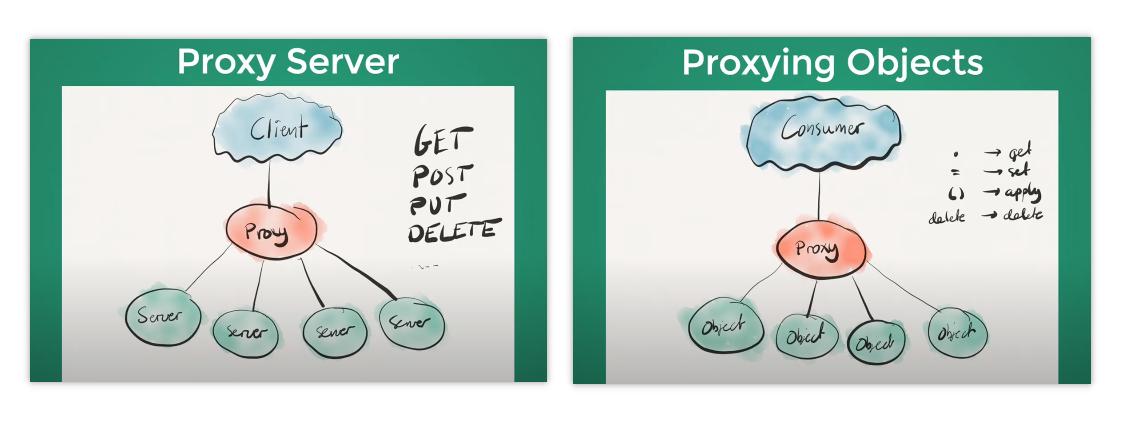 Proxy Server
Client
GET
POST
PUT
DELETE
Proxy
Server
Server
Server
Server
Proxying Objects
Consumer
. → get
= → set
() → apply
delete → delete
Proxy
Object
Object
Object
Object